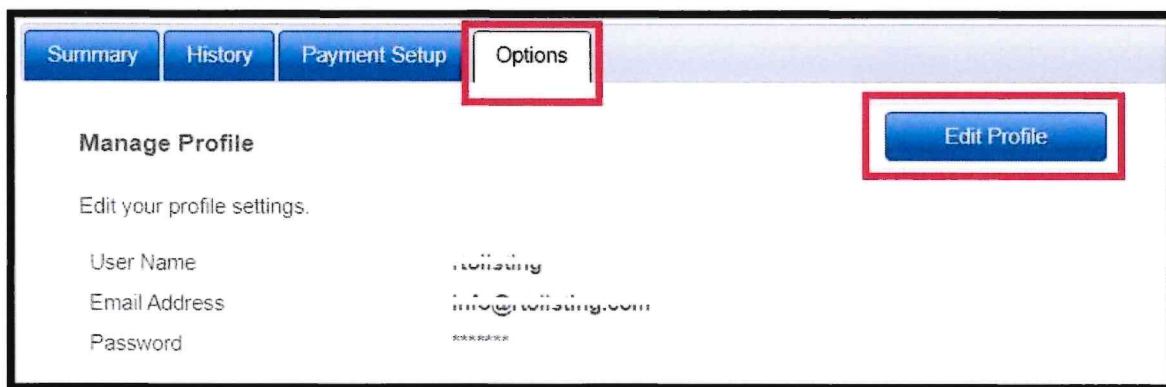 Summary History Payment Setup Options
Manage Profile
Edit Profile
Edit your profile settings.
User Name
Email Address
Password *******